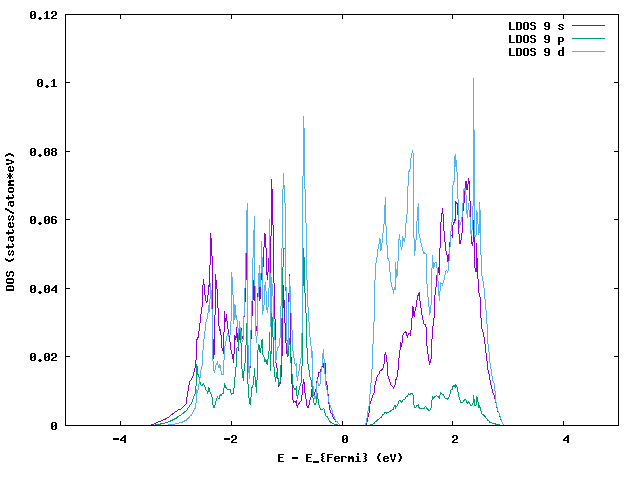 0.12
0.1
0.08
0.06
0.04
0.02
0
DOS (states/atom*eV)
LDOS 9 s
LDOS 9 p
LDOS 9 d
-4 -2 0 2 4
E - E_{Fermi} (eV)